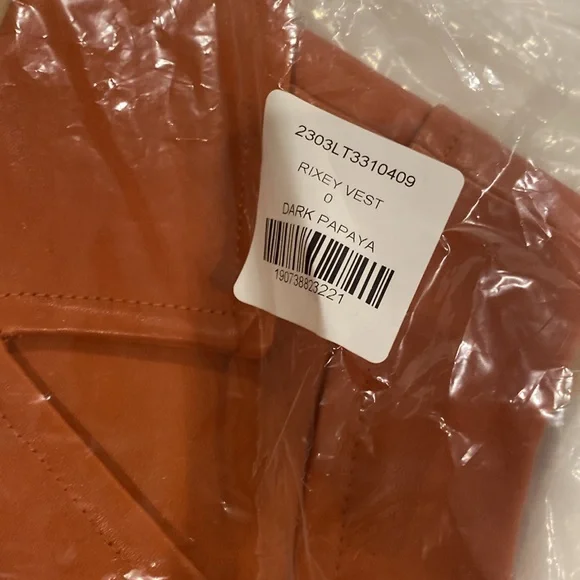 2303LT3310409
RIXEY VEST
0
DARK PAPAYA
190738823221